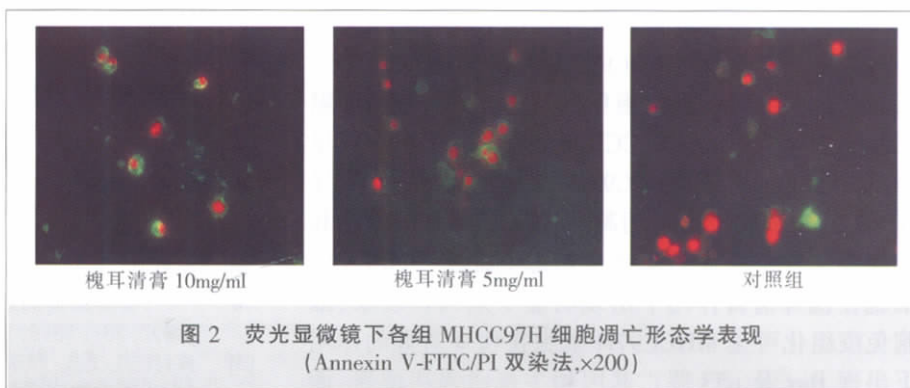 槐耳清膏 10mg/ml
槐耳清膏 5mg/ml
对照组
图 2 荧光显微镜下各组 MHCC97H 细胞凋亡形态学表现
(Annexin V-FITC/PI 双染法,×200)